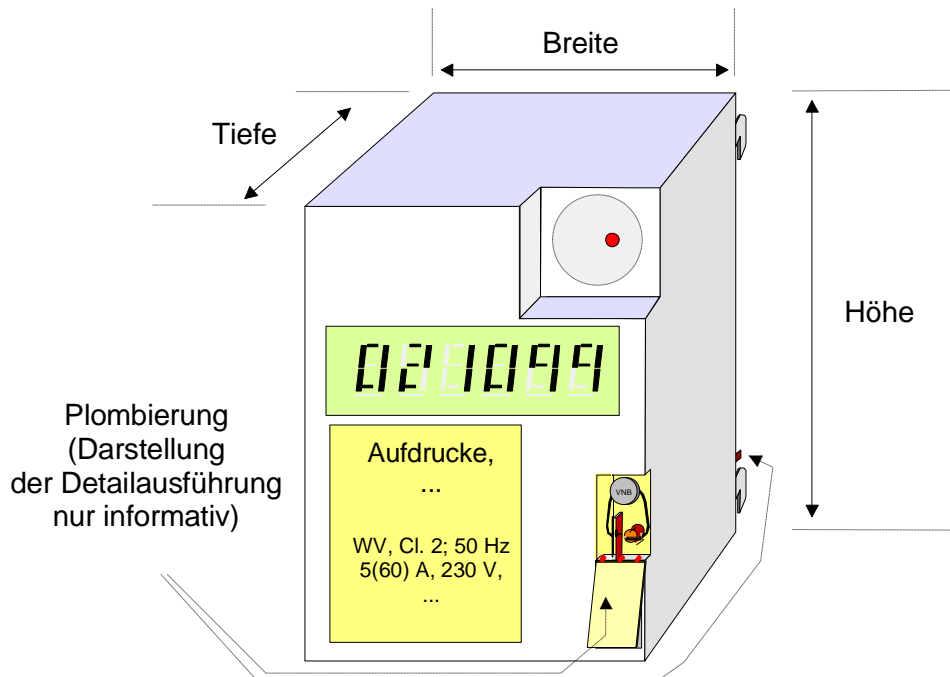 Breite
Tiefe
Höhe
021099
Plombierung
(Darstellung
der Detailausführung
nur informativ)
Aufdrucke,
...
WV, Cl. 2; 50 Hz
5(60) A, 230 V,
...
VNB